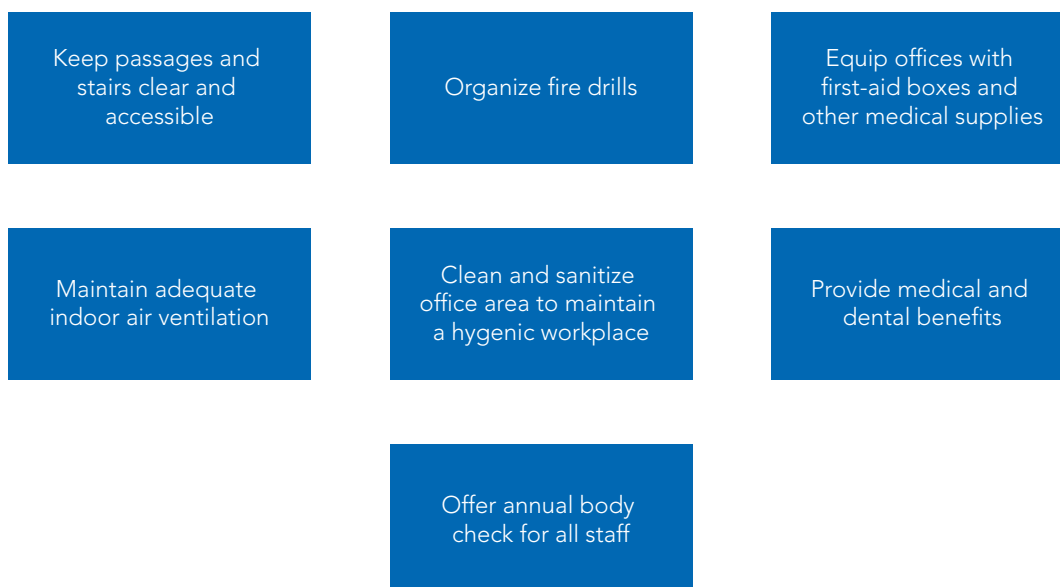 Keep passages and
stairs clear and
accessible
Organize fire drills
Equip offices with
first-aid boxes and
other medical supplies
Maintain adequate
indoor air ventilation
Clean and sanitize
office area to maintain
a hygenic workplace
Provide medical and
dental benefits
Offer annual body
check for all staff